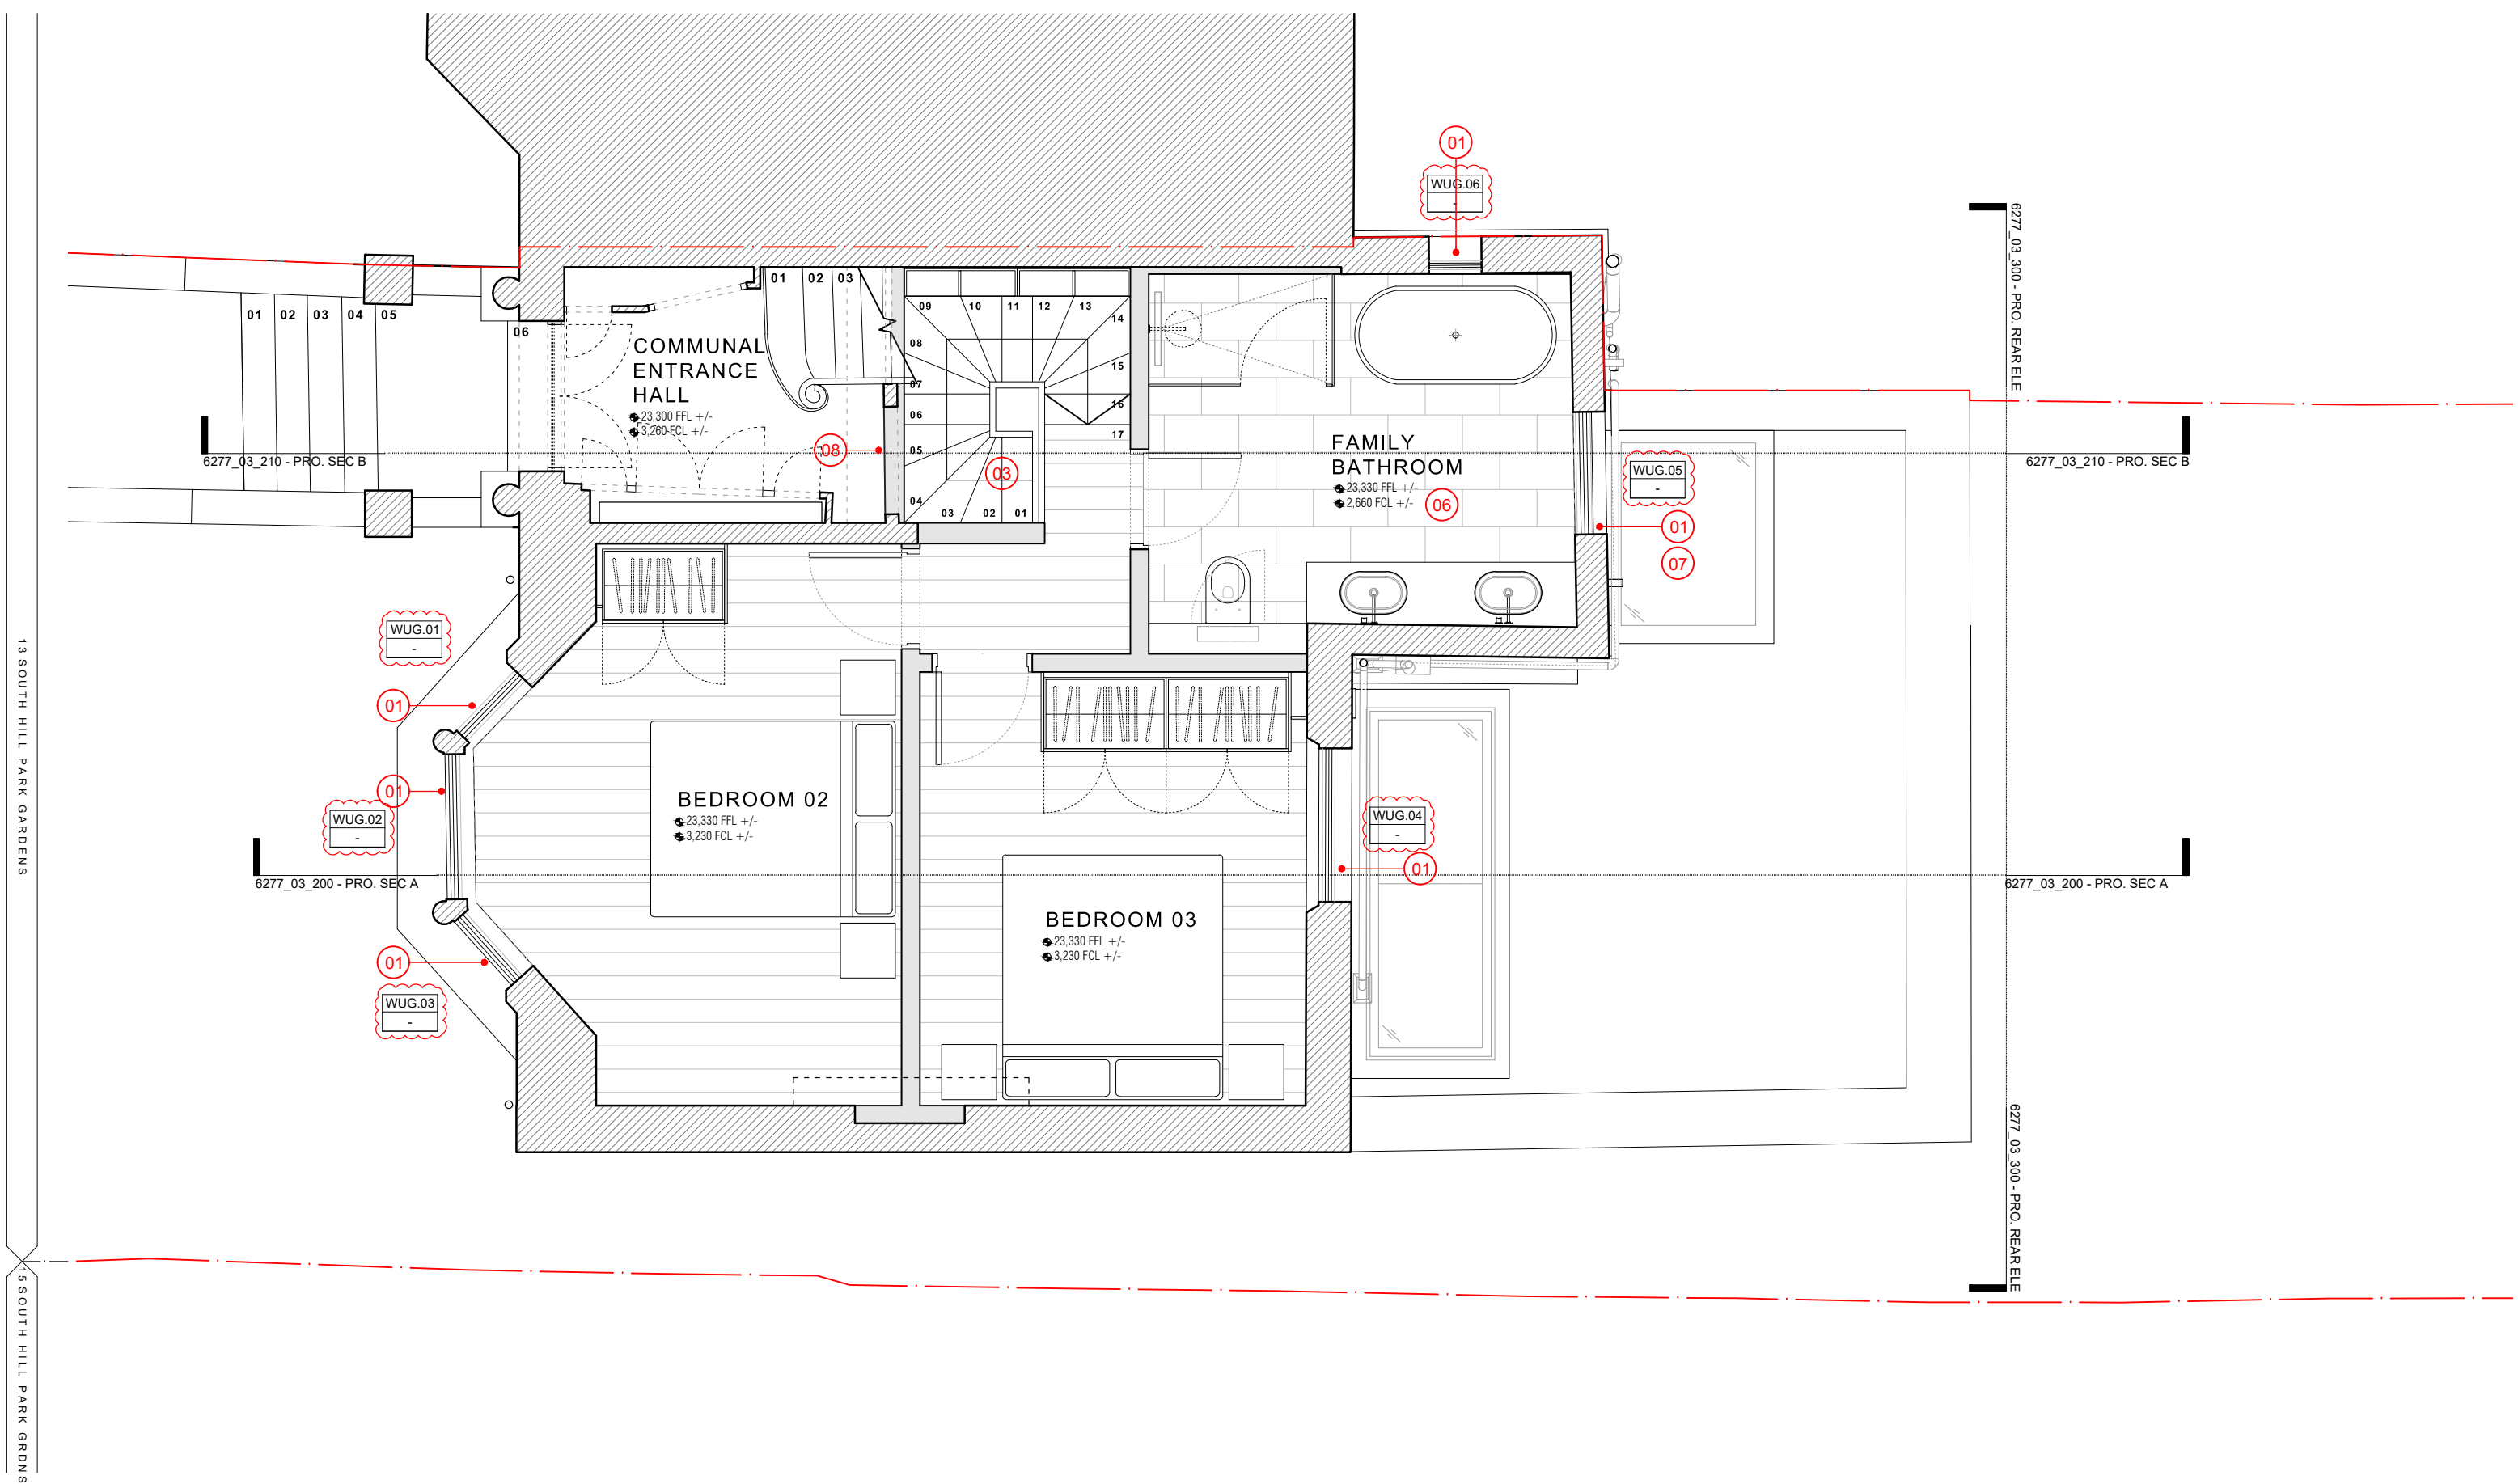 01
WUG.06
-
6277_03_300 - PRO. REAR ELE
01
02
03
04
05
06
01
02
03
COMMUNAL
ENTRANCE
HALL
23,300 FFL +/-
3,260 FCL +/-
09
10
11
12
13
14
08
15
07
16
06
17
05
04
03
02
01
08
03
FAMILY
BATHROOM
23,330 FFL +/-
2,660 FCL +/-
06
WUG.05
-
01
07
6277_03_210 - PRO. SEC B
6277_03_210 - PRO. SEC B
WUG.01
-
01
01
WUG.02
-
BEDROOM 02
23,330 FFL +/-
3,230 FCL +/-
WUG.04
-
01
6277_03_200 - PRO. SEC A
6277_03_200 - PRO. SEC A
BEDROOM 03
23,330 FFL +/-
3,230 FCL +/-
01
WUG.03
-
13 SOUTH HILL PARK GARDENS
6277_03_300 - PRO. REAR ELE
15 SOUTH HILL PARK GRDNS